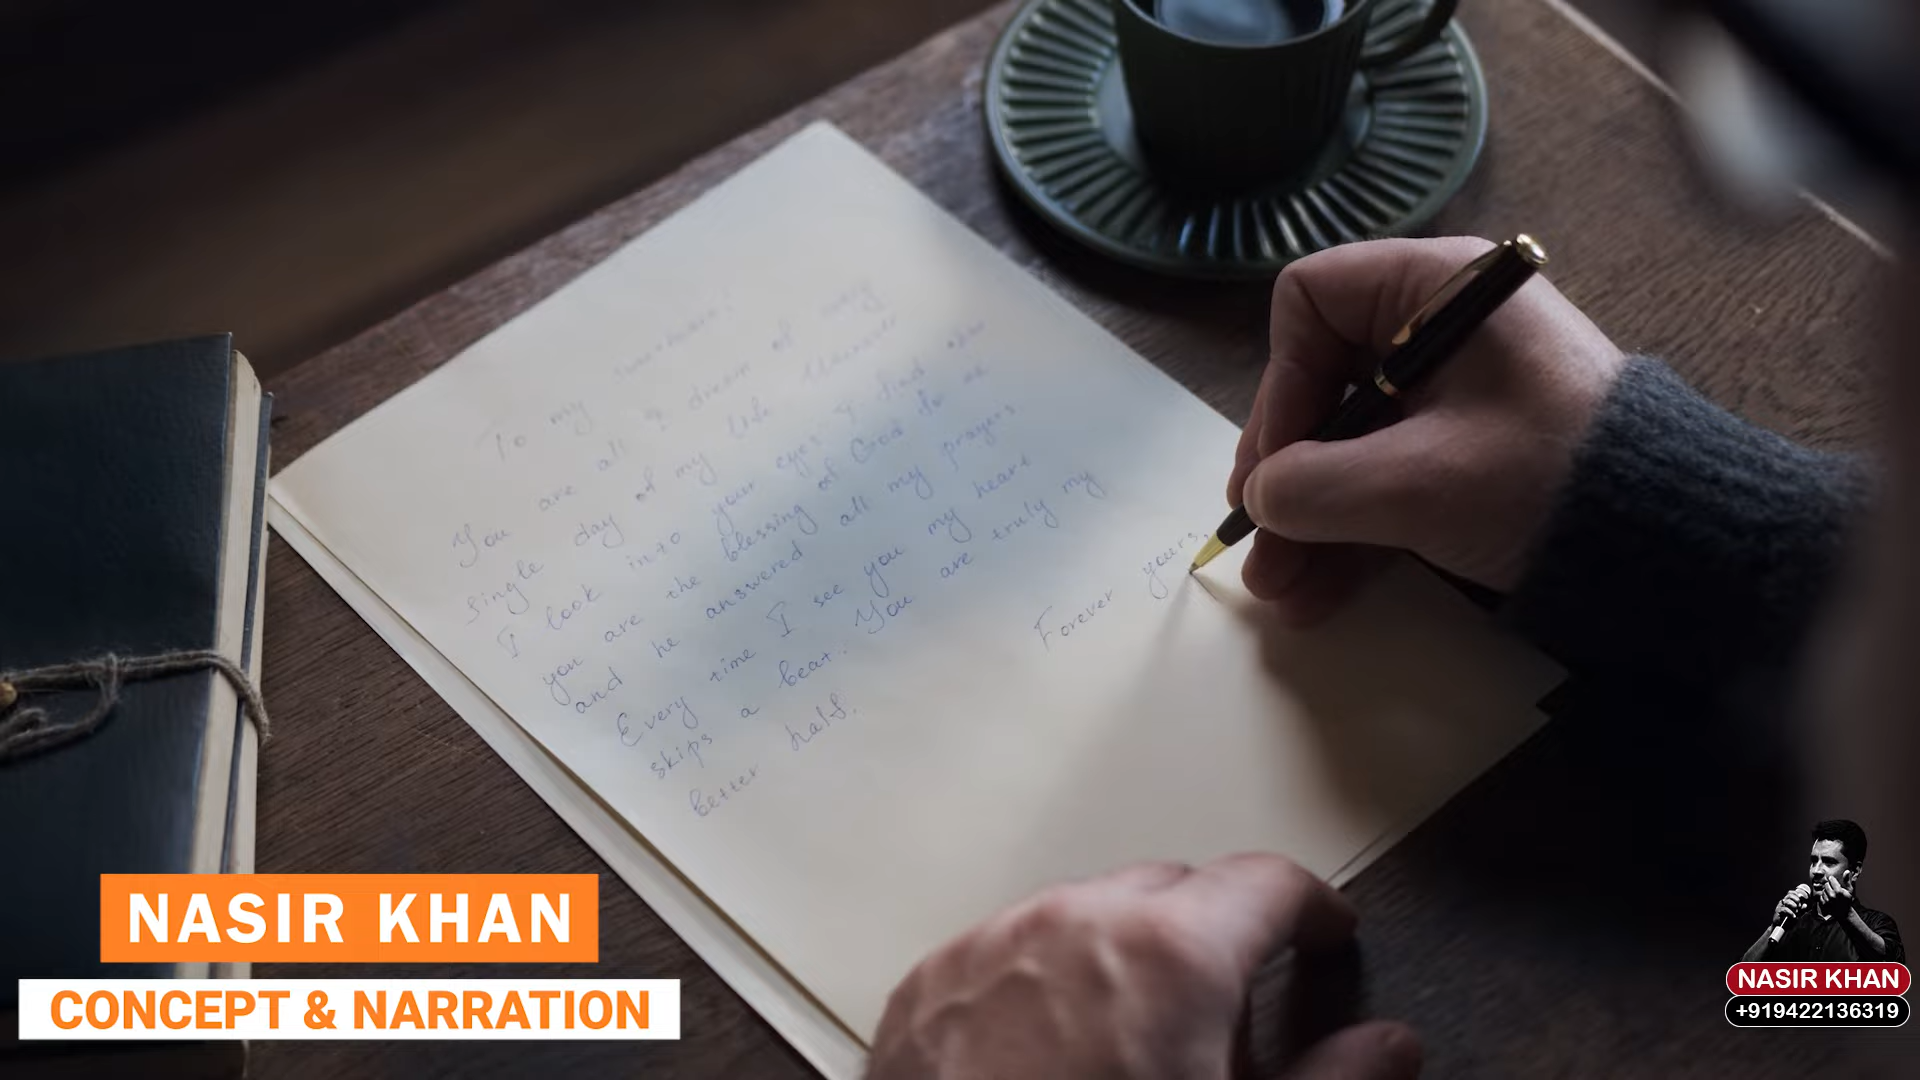 To my
You are all I dream of every
single day of my life.
I look into your eyes I find
you are the blessing of God
and he answered all my prayers
Every time I see you my heart
skips a beat. You are truly my
better half.
Forever yours,
NASIR KHAN
CONCEPT & NARRATION
NASIR KHAN
+919422136319